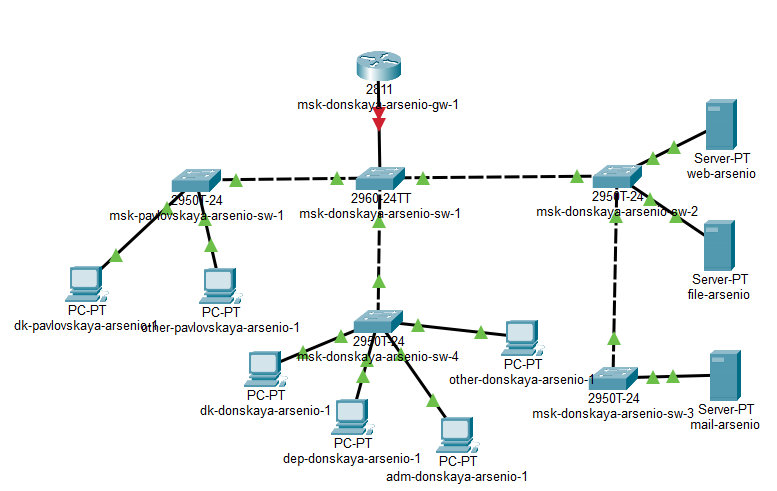 2811
msk-donskaya-arsenio-gw-1
Server-PT
web-arsenio
2950T-24
msk-pavlovskaya-arsenio-sw-1
2960-24TT
msk-donskaya-arsenio-sw-1
2950T-24
msk-donskaya-arsenio-sw-2
Server-PT
file-arsenio
PC-PT
dk-pavlovskaya-arsenio-1
PC-PT
other-pavlovskaya-arsenio-1
2950T-24
msk-donskaya-arsenio-sw-4
PC-PT
other-donskaya-arsenio-1
PC-PT
dk-donskaya-arsenio-1
2950T-24
msk-donskaya-arsenio-sw-3
Server-PT
mail-arsenio
PC-PT
dep-donskaya-arsenio-1
PC-PT
adm-donskaya-arsenio-1